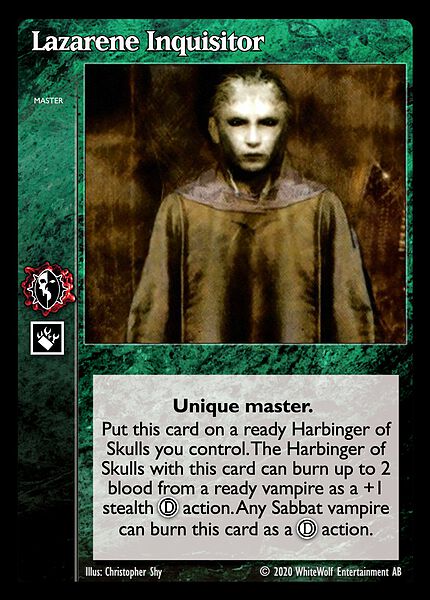 Lazarene Inquisitor
MASTER
Unique master.
Put this card on a ready Harbinger of
Skulls you control. The Harbinger of
Skulls with this card can burn up to 2
blood from a ready vampire as a +1
stealth Ⓓ action. Any Sabbat vampire
can burn this card as a Ⓓ action.
Illus: Christopher Shy
© 2020 WhiteWolf Entertainment AB